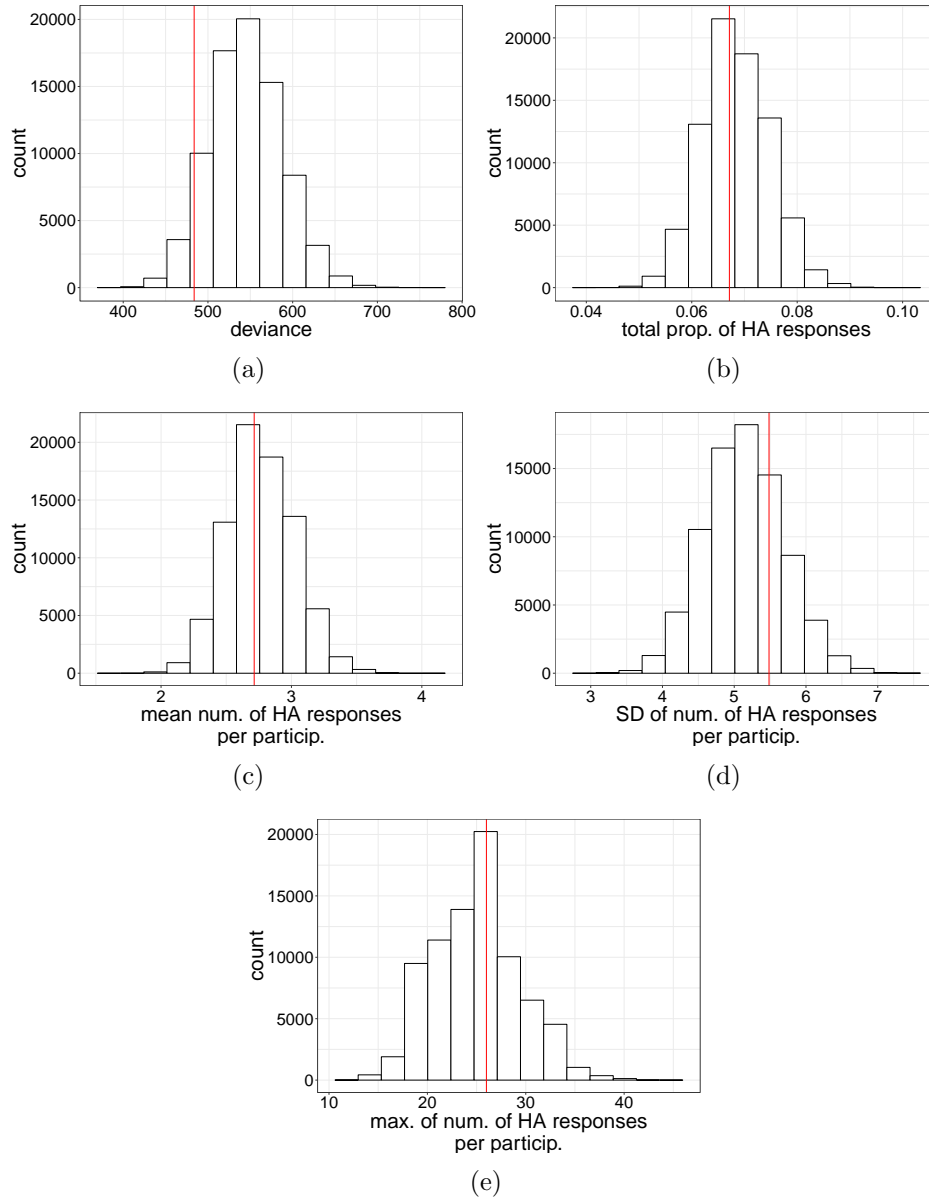 20000
15000
10000
5000
0
count
400 500 600 700 800
deviance
(a)
20000
15000
10000
5000
0
count
0.04 0.06 0.08 0.10
total prop. of HA responses
(b)
20000
15000
10000
5000
0
count
2 3 4
mean num. of HA responses
per particip.
(c)
15000
10000
5000
0
count
3 4 5 6 7
SD of num. of HA responses
per particip.
(d)
20000
15000
10000
5000
0
count
10 20 30 40
max. of num. of HA responses
per particip.
(e)